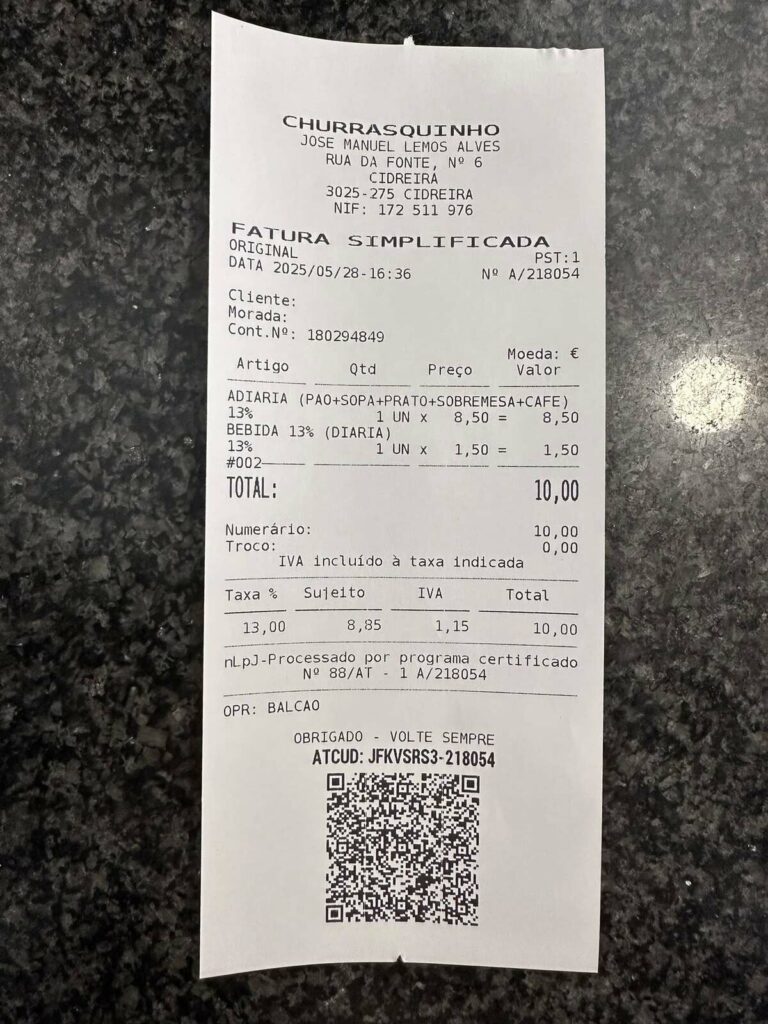 CHURRASQUINHO
JOSE MANUEL LEMOS ALVES
RUA DA FONTE, Nº 6
CIDREIRA
3025-275 CIDREIRA
NIF: 172 511 976
FATURA SIMPLIFICADA
ORIGINAL PST:1
DATA 2025/05/28-16:36 Nº A/218054
Cliente:
Morada:
Cont.Nº: 180294849
Moeda: €
Artigo Qtd Preço Valor
ADIARIA (PAO+SOPA+PRATO+SOBREMESA+CAFE)
13% 1 UN x 8,50 = 8,50
BEBIDA 13% (DIARIA)
13% 1 UN x 1,50 = 1,50
#002
TOTAL: 10,00
Numerário: 10,00
Troco: 0,00
IVA incluído à taxa indicada
Taxa % Sujeito IVA Total
13,00 8,85 1,15 10,00
nLpJ-Processado por programa certificado
Nº 88/AT - 1 A/218054
OPR: BALCAO
OBRIGADO - VOLTE SEMPRE
ATCUD: JFKVSRS3-218054